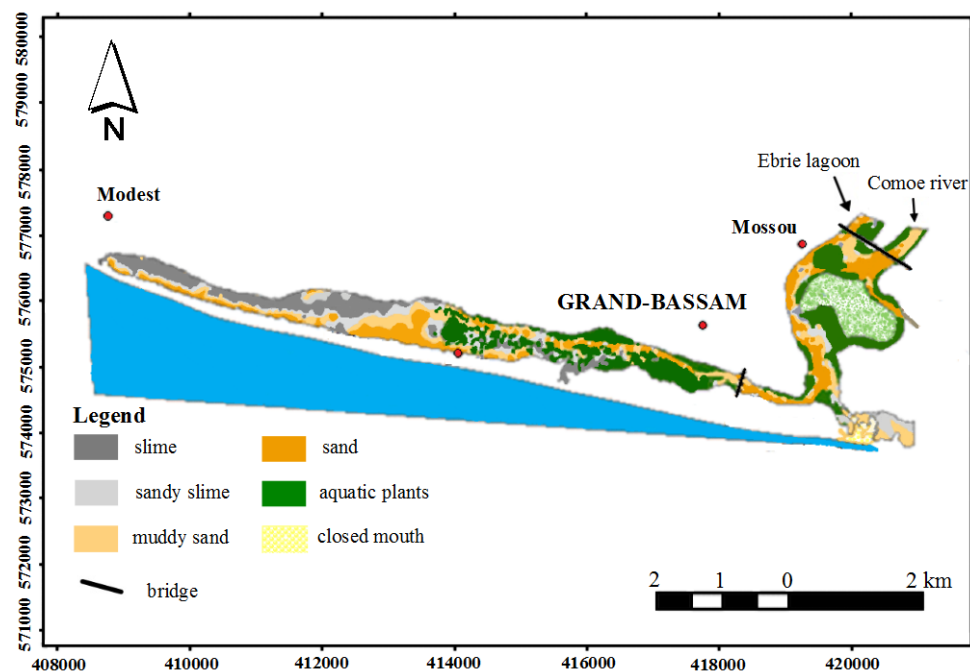 580000
579000
578000
577000
576000
575000
574000
573000
572000
571000
N
Ebrie lagoon
Comoe river
Modest
Mossou
GRAND-BASSAM
Legend
slime
sand
sandy slime
aquatic plants
muddy sand
closed mouth
bridge
2 1 0 2 km
408000 410000 412000 414000 416000 418000 420000